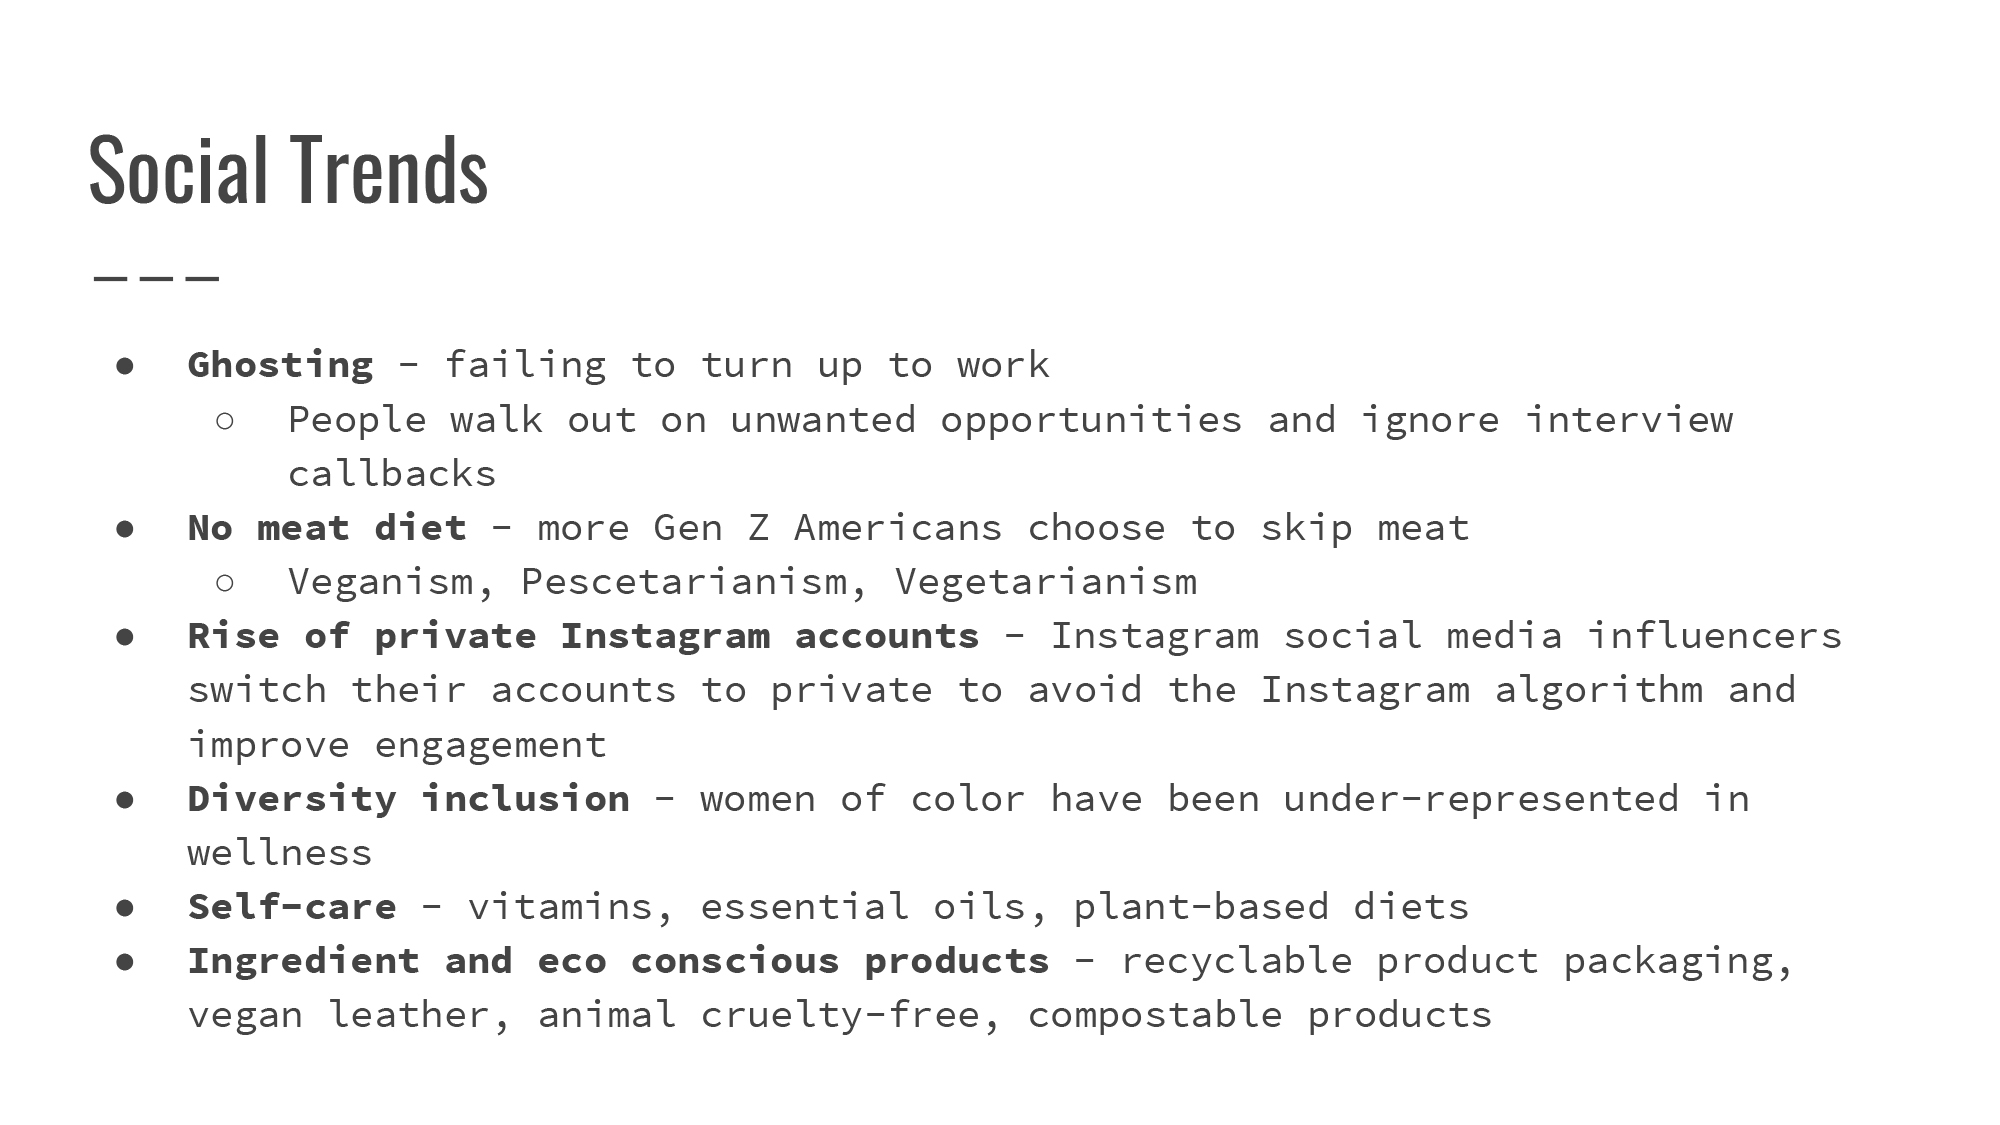 Social Trends
● Ghosting - failing to turn up to work
○ People walk out on unwanted opportunities and ignore interview
callbacks
● No meat diet - more Gen Z Americans choose to skip meat
○ Veganism, Pescetarianism, Vegetarianism
● Rise of private Instagram accounts - Instagram social media influencers
switch their accounts to private to avoid the Instagram algorithm and
improve engagement
● Diversity inclusion - women of color have been under-represented in
wellness
● Self-care - vitamins, essential oils, plant-based diets
● Ingredient and eco conscious products - recyclable product packaging,
vegan leather, animal cruelty-free, compostable products